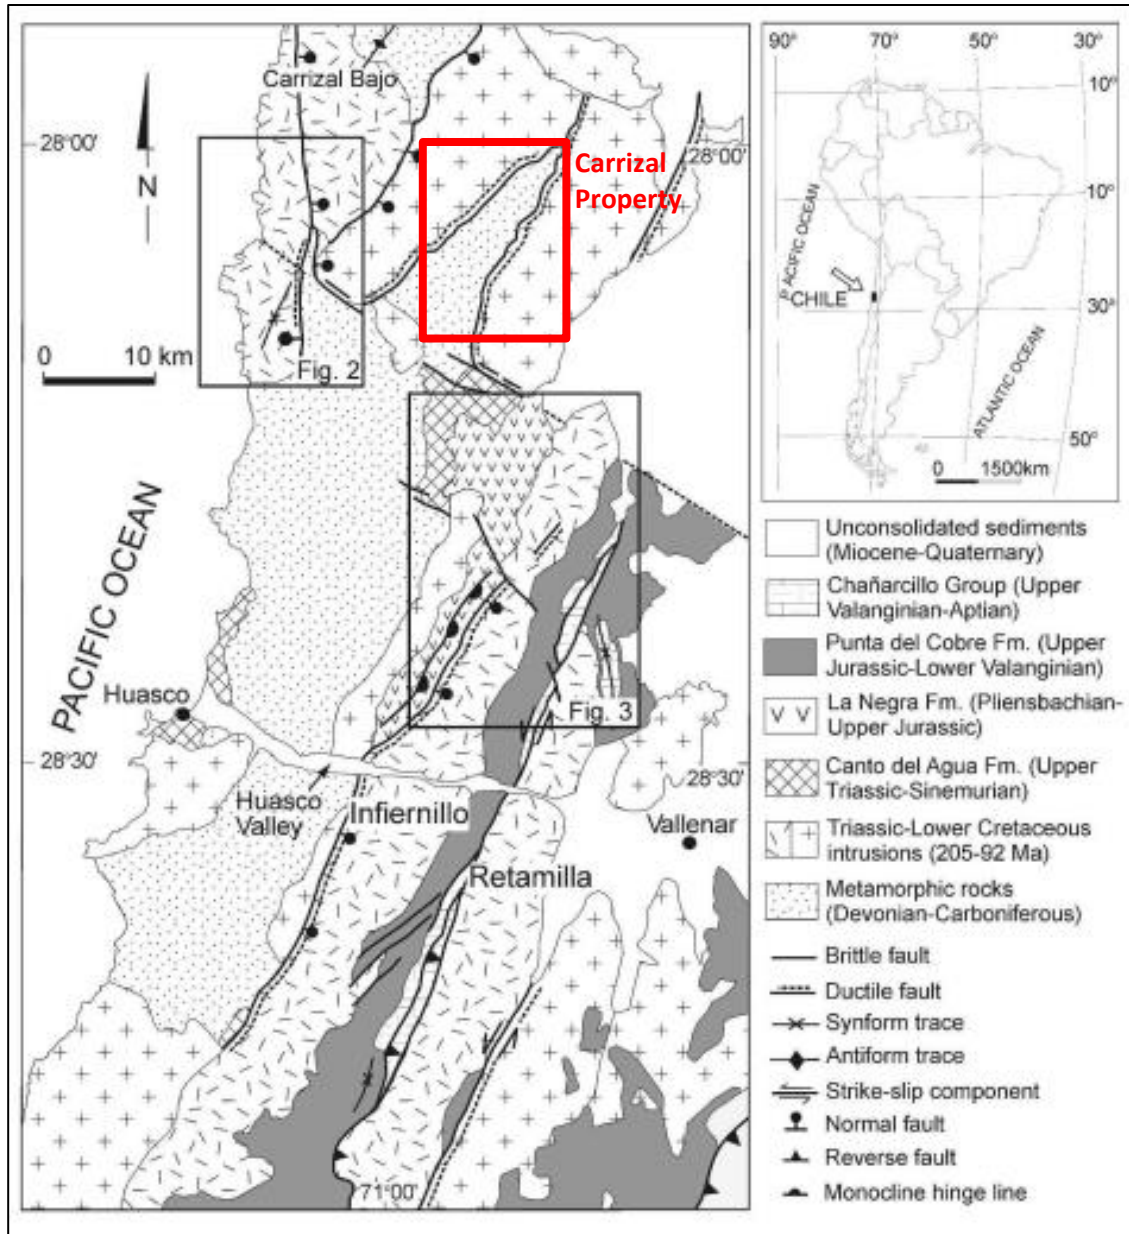 Carrizal Bajo
28°00'
N
Carrizal
Property
28°00'
0 10 km
Fig. 2
PACIFIC OCEAN
Huasco
Fig. 3
28°30'
28°30'
Huasco
Valley
Infiernillo
Vallenar
Retamilla
71°00'
90° 70° 50° 30°
10°
10°
PACIFIC OCEAN
CHILE
30°
ATLANTIC OCEAN
50°
0 1500km
Unconsolidated sediments
(Miocene-Quaternary)
Chañarcillo Group (Upper
Valanginian-Aptian)
Punta del Cobre Fm. (Upper
Jurassic-Lower Valanginian)
La Negra Fm. (Pliensbachian-
Upper Jurassic)
Canto del Agua Fm. (Upper
Triassic-Sinemurian)
Triassic-Lower Cretaceous
intrusions (205-92 Ma)
Metamorphic rocks
(Devonian-Carboniferous)
Brittle fault
Ductile fault
Synform trace
Antiform trace
Strike-slip component
Normal fault
Reverse fault
Monocline hinge line